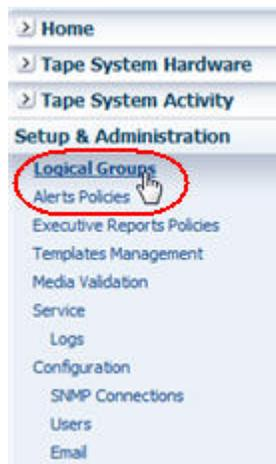 Home
Tape System Hardware
Tape System Activity
Setup & Administration
Logical Groups
Alerts Policies
Executive Reports Policies
Templates Management
Media Validation
Service
Logs
Configuration
SNMP Connections
Users
Email